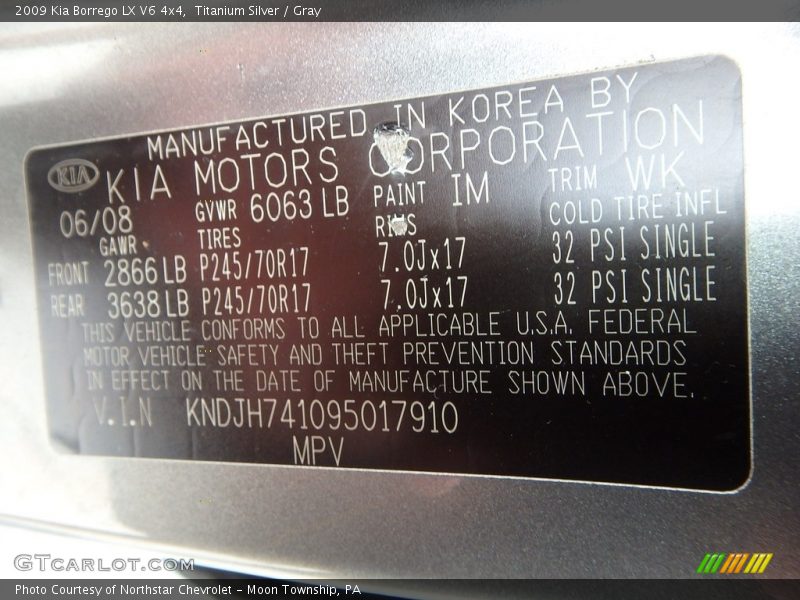 2009 Kia Borrego LX V6 4x4, Titanium Silver / Gray
MANUFACTURED IN KOREA BY
KIA KIA MOTORS CORPORATION
06/08 GVWR 6063 LB PAINT IM TRIM WK
GAWR TIRES RIMS COLD TIRE INFL
FRONT 2866 LB P245/70R17 7.0Jx17 32 PSI SINGLE
REAR 3638 LB P245/70R17 7.0Jx17 32 PSI SINGLE
THIS VEHICLE CONFORMS TO ALL APPLICABLE U.S.A. FEDERAL
MOTOR VEHICLE SAFETY AND THEFT PREVENTION STANDARDS
IN EFFECT ON THE DATE OF MANUFACTURE SHOWN ABOVE.
V.I.N KNDJH741095017910
MPV
GTCARLOT.COM
Photo Courtesy of Northstar Chevrolet - Moon Township, PA